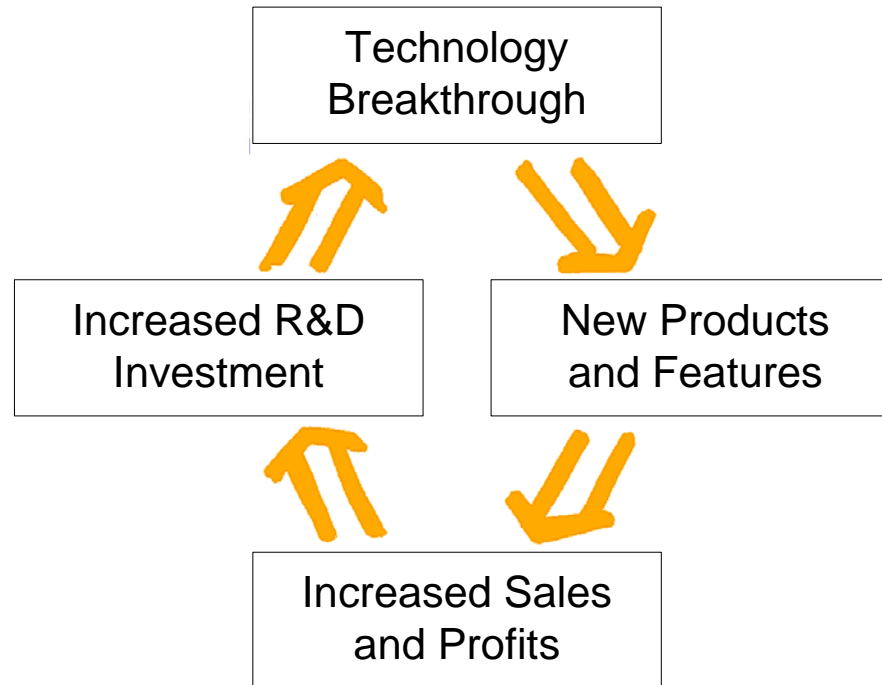 Technology
Breakthrough
Increased R&D
Investment
New Products
and Features
Increased Sales
and Profits